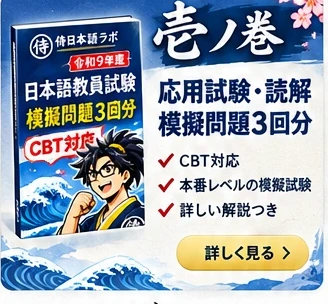 侍 侍日本語ラボ
令和9年度
日本語教員試験
模擬問題3回分
CBT対応
壱ノ巻
応用試験・読解
模擬問題3回分
CBT対応
本番レベルの模擬試験
詳しい解説つき
詳しく見る